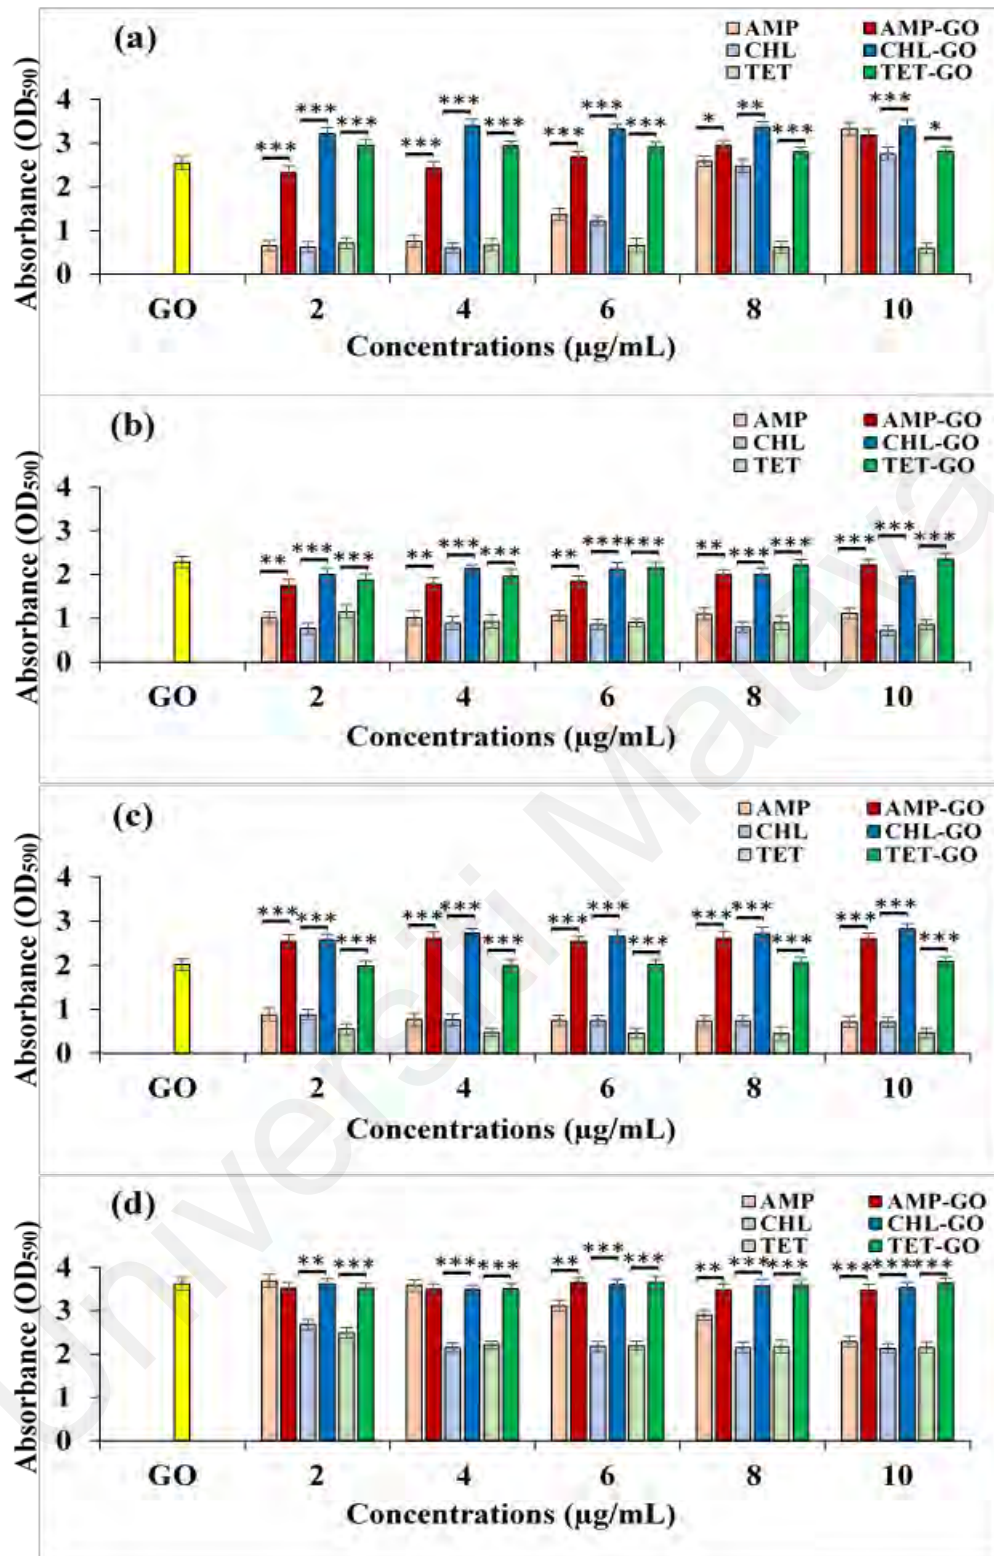 (a)
AMP AMP-GO
CHL CHL-GO
TET TET-GO
Absorbance (OD590)
4
3
2
1
0
*** *** *** *** *** *** *** *** *** * ** *** *** *
GO 2 4 6 8 10
Concentrations (µg/mL)
(b)
AMP AMP-GO
CHL CHL-GO
TET TET-GO
Absorbance (OD590)
4
3
2
1
0
** *** *** ** *** *** ** *** *** ** *** *** *** *** ***
GO 2 4 6 8 10
Concentrations (µg/mL)
(c)
AMP AMP-GO
CHL CHL-GO
TET TET-GO
Absorbance (OD590)
4
3
2
1
0
*** *** *** *** *** *** *** *** *** *** *** *** *** *** ***
GO 2 4 6 8 10
Concentrations (µg/mL)
(d)
AMP AMP-GO
CHL CHL-GO
TET TET-GO
Absorbance (OD590)
4
3
2
1
0
** *** *** *** ** *** *** ** *** *** *** *** ***
GO 2 4 6 8 10
Concentrations (µg/mL)
Universiti Malaya